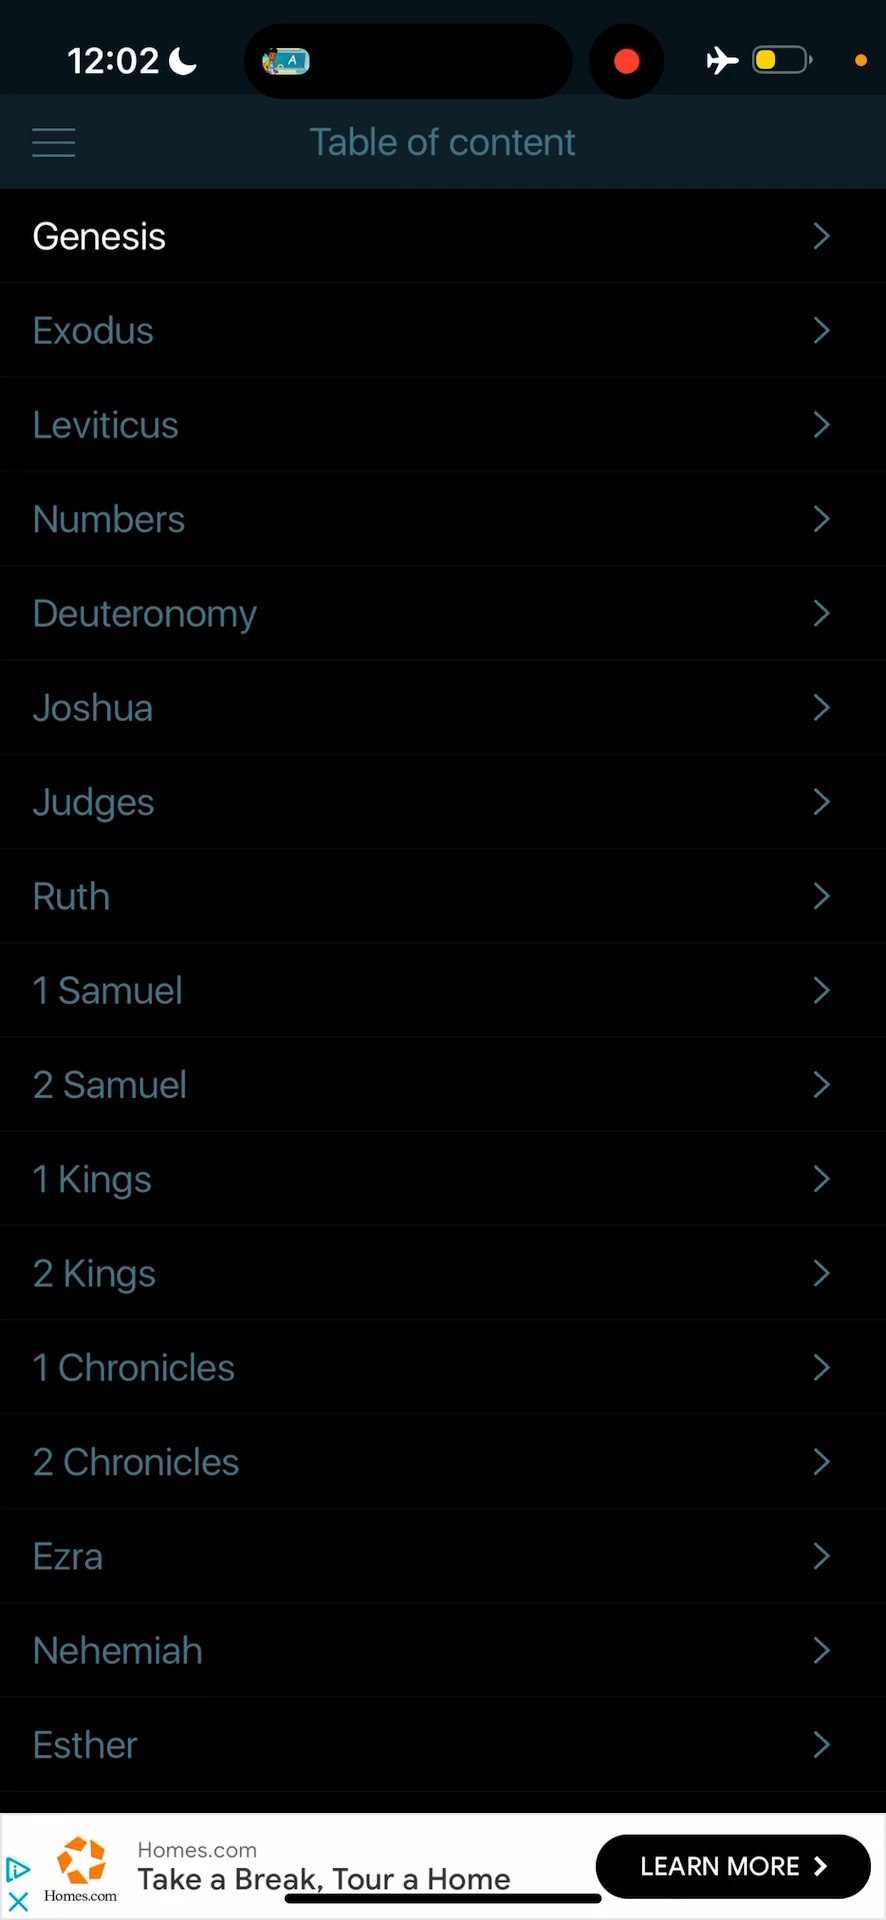 12:02
A
Table of content
Genesis
Exodus
Leviticus
Numbers
Deuteronomy
Joshua
Judges
Ruth
1 Samuel
2 Samuel
1 Kings
2 Kings
1 Chronicles
2 Chronicles
Ezra
Nehemiah
Esther
Homes.com
Take a Break, Tour a Home
LEARN MORE
Homes.com